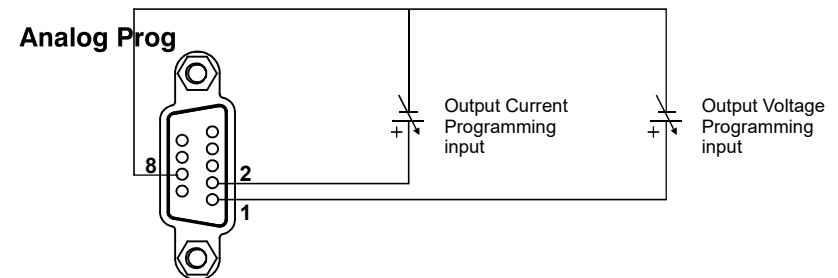 Analog Prog
Output Current
Programming
input
Output Voltage
Programming
input
+
+
8
2
1